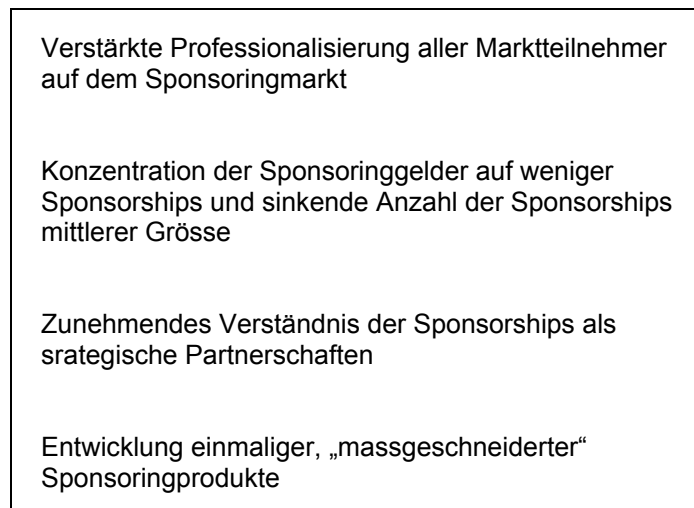 Verstärkte Professionalisierung aller Marktteilnehmer
auf dem Sponsoringmarkt
Konzentration der Sponsoringgelder auf weniger
Sponsorships und sinkende Anzahl der Sponsorships
mittlerer Grösse
Zunehmendes Verständnis der Sponsorships als
srategische Partnerschaften
Entwicklung einmaliger, „massgeschneiderter“
Sponsoringprodukte